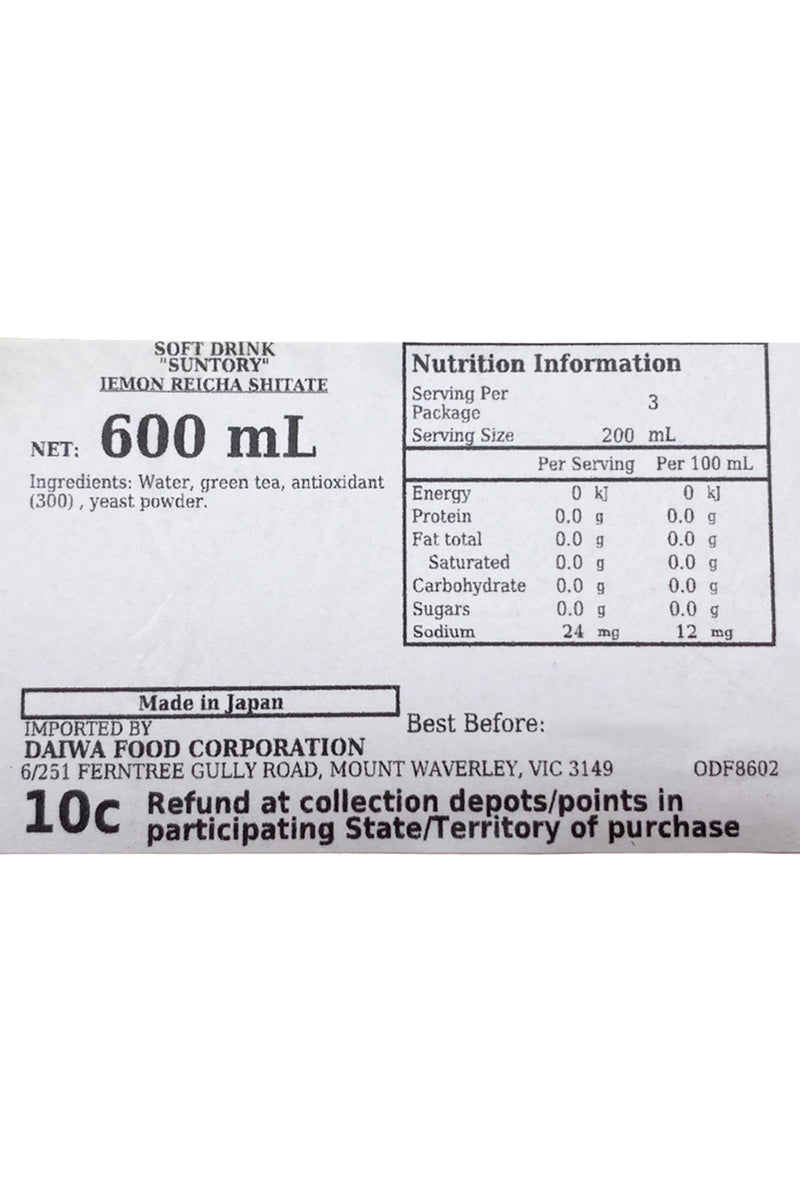 SOFT DRINK
"SUNTORY"
IEMON REICHA SHITATE
NET: 600 mL
Ingredients: Water, green tea, antioxidant
(300) , yeast powder.
Nutrition Information
Serving Per
Package 3
Serving Size 200 mL
Per Serving Per 100 mL
Energy 0 kJ 0 kJ
Protein 0.0 g 0.0 g
Fat total 0.0 g 0.0 g
Saturated 0.0 g 0.0 g
Carbohydrate 0.0 g 0.0 g
Sugars 0.0 g 0.0 g
Sodium 24 mg 12 mg
Made in Japan
IMPORTED BY
DAIWA FOOD CORPORATION
Best Before:
6/251 FERNTREE GULLY ROAD, MOUNT WAVERLEY, VIC 3149 ODF8602
10c Refund at collection depots/points in
participating State/Territory of purchase